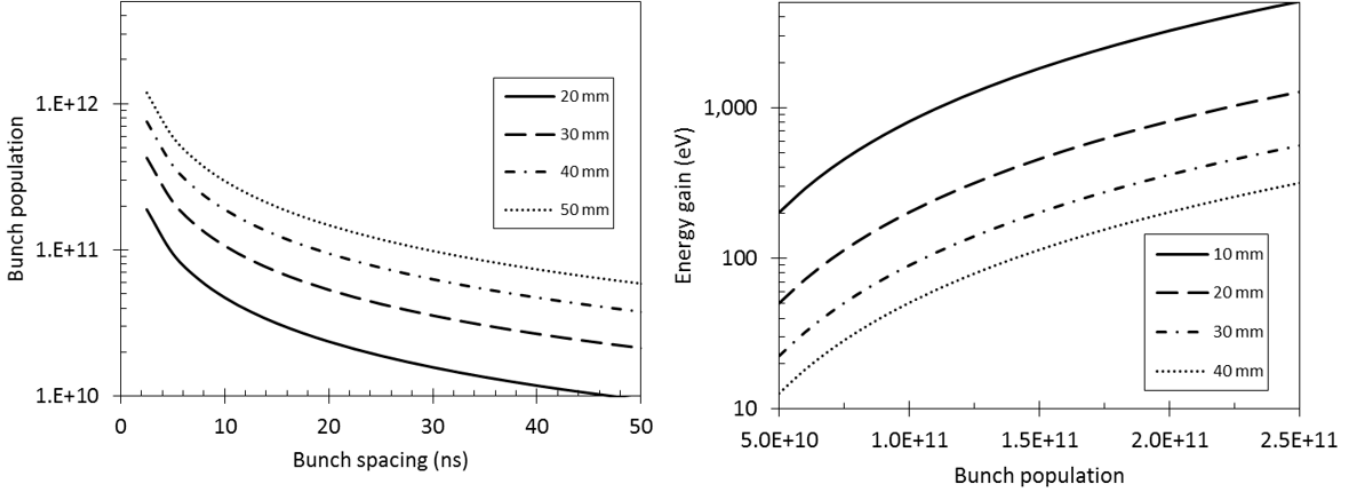 Bunch population
1.E+12
1.E+11
1.E+10
20 mm
30 mm
40 mm
50 mm
0 10 20 30 40 50
Bunch spacing (ns)
Energy gain (eV)
1,000
100
10
10 mm
20 mm
30 mm
40 mm
5.0E+10 1.0E+11 1.5E+11 2.0E+11 2.5E+11
Bunch population